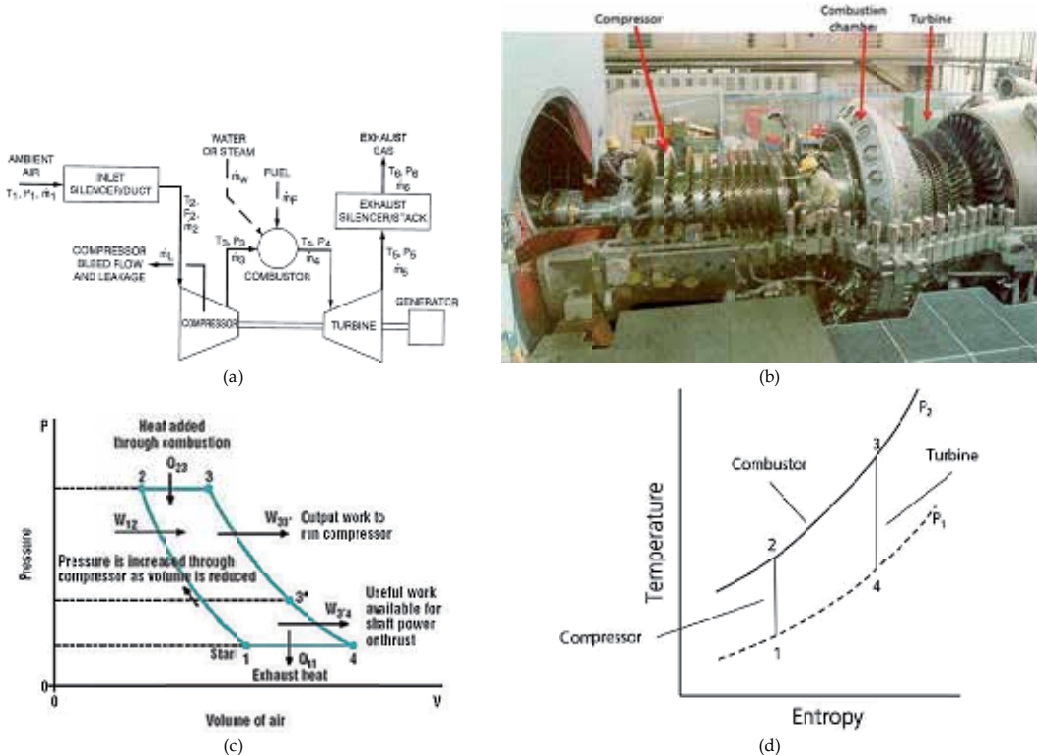 AMBIENT
AIR
T1, P1, ṁ1
INLET
SILENCER/DUCT
T2,
P2,
ṁ2
WATER
OR STEAM
ṁw
FUEL
ṁF
EXHAUST
GAS
T6, P6
ṁ6
EXHAUST
SILENCER/STACK
COMPRESSOR
BLEED FLOW
AND LEAKAGE
ṁL
T3, P3
ṁ3
COMBUSTOR
P4
ṁ4
T5, P5
ṁ5
COMPRESSOR
TURBINE
GENERATOR
(a)
Compressor
Combustion
chamber
Turbine
(b)
P
Heat added
through combustion
Q23
2
3
W12
W33'
Output work to
run compressor
Pressure is increased through
compressor as volume is reduced
3'
W3'4
Useful work
available for
shaft power
or thrust
Start
1
4
Exhaust heat
0
0
V
Pressure
Volume of air
(c)
P2
3
Combustor
Turbine
P1
2
4
Compressor
1
Temperature
Entropy
(d)